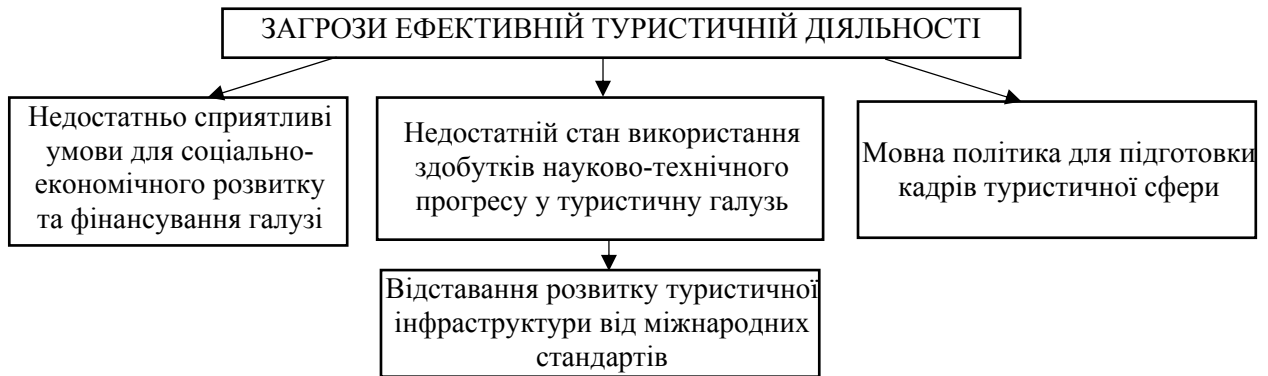 ЗАГРОЗИ ЕФЕКТИВНІЙ ТУРИСТИЧНІЙ ДІЯЛЬНОСТІ
Недостатньо сприятливі
умови для соціально-
економічного розвитку
та фінансування галузі
Недостатній стан використання
здобутків науково-технічного
прогресу у туристичну галузь
Мовна політика для підготовки
кадрів туристичної сфери
Відставання розвитку туристичної
інфраструктури від міжнародних
стандартів